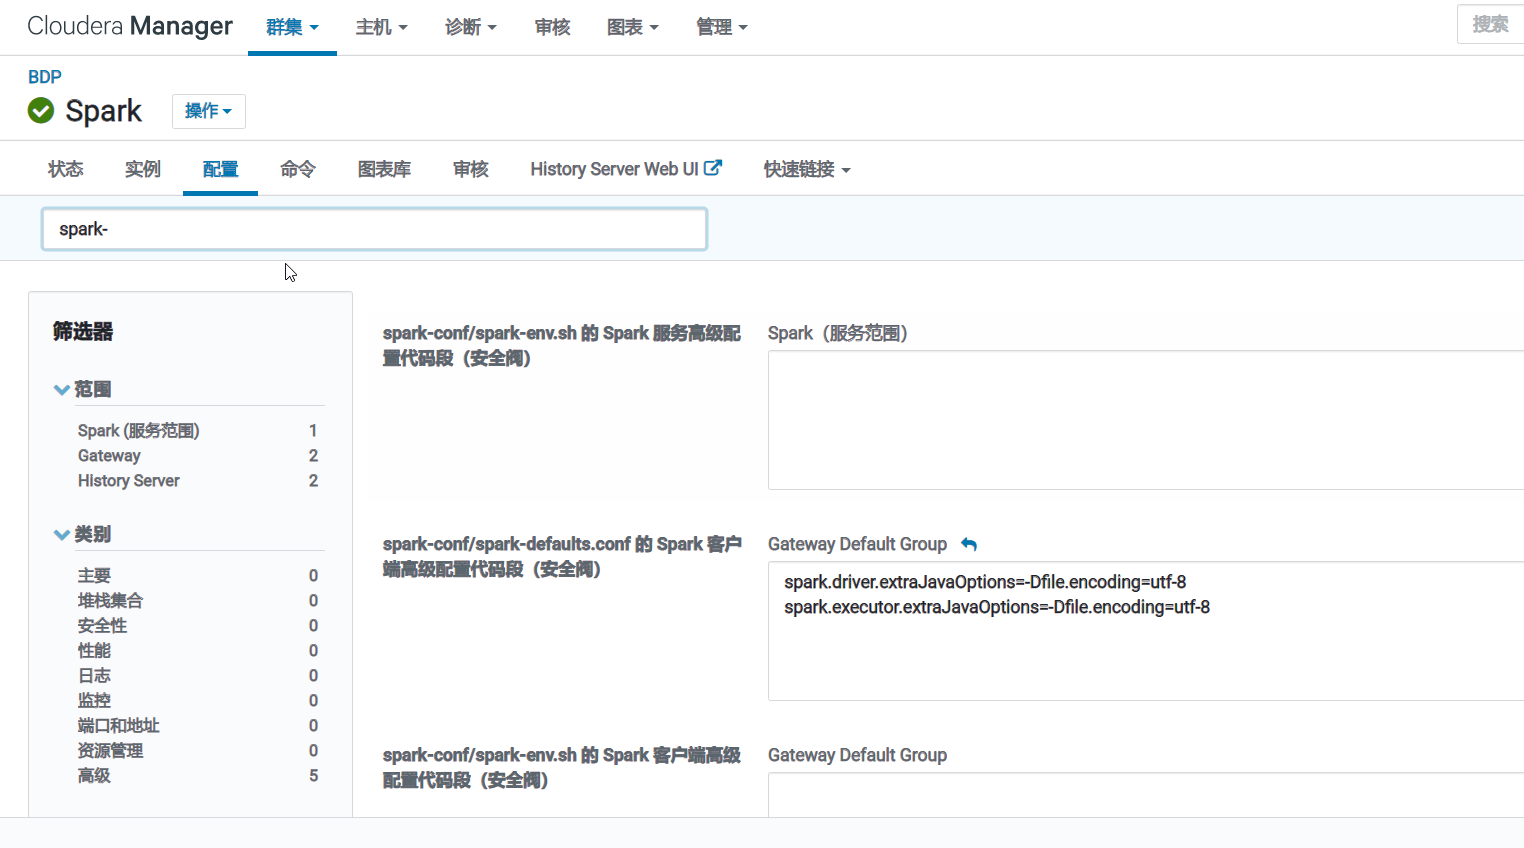 Cloudera Manager 群集 主机 诊断 审核 图表 管理 搜索
BDP
Spark 操作
状态 实例 配置 命令 图表库 审核 History Server Web UI 快速链接
spark-
筛选器
范围
Spark (服务范围) 1
Gateway 2
History Server 2
类别
主要 0
堆栈集合 0
安全性 0
性能 0
日志 0
监控 0
端口和地址 0
资源管理 0
高级 5
spark-conf/spark-env.sh 的 Spark 服务高级配
置代码段（安全阀）
Spark（服务范围）
spark-conf/spark-defaults.conf 的 Spark 客户
端高级配置代码段（安全阀）
Gateway Default Group
spark.driver.extraJavaOptions=-Dfile.encoding=utf-8
spark.executor.extraJavaOptions=-Dfile.encoding=utf-8
spark-conf/spark-env.sh 的 Spark 客户端高级
配置代码段（安全阀）
Gateway Default Group